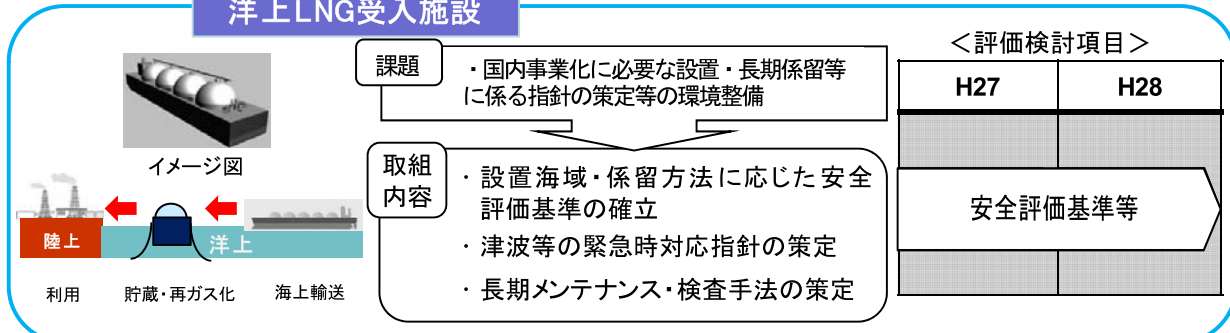 洋上LNG受入施設
イメージ図
陸上
洋上
利用
貯蔵・再ガス化
海上輸送
課題
・国内事業化に必要な設置・長期係留等
に係る指針の策定等の環境整備
取組
内容
・設置海域・係留方法に応じた安全
評価基準の確立
・津波等の緊急時対応指針の策定
・長期メンテナンス・検査手法の策定
＜評価検討項目＞
H27 H28
安全評価基準等